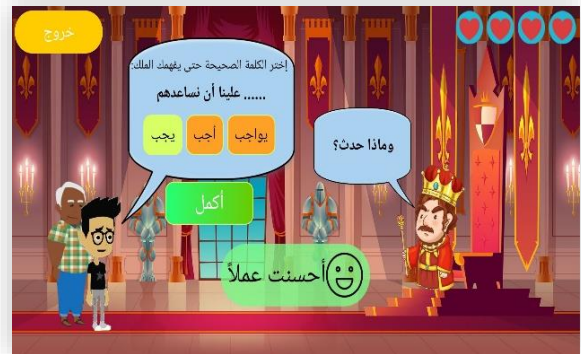 خروج
إختر الكلمة الصحيحة حتى يفهمك الملك:
...... علينا أن نساعدهم
يواجب أجب يجب
وماذا حدث؟
أكمل
أحسنت عملاً